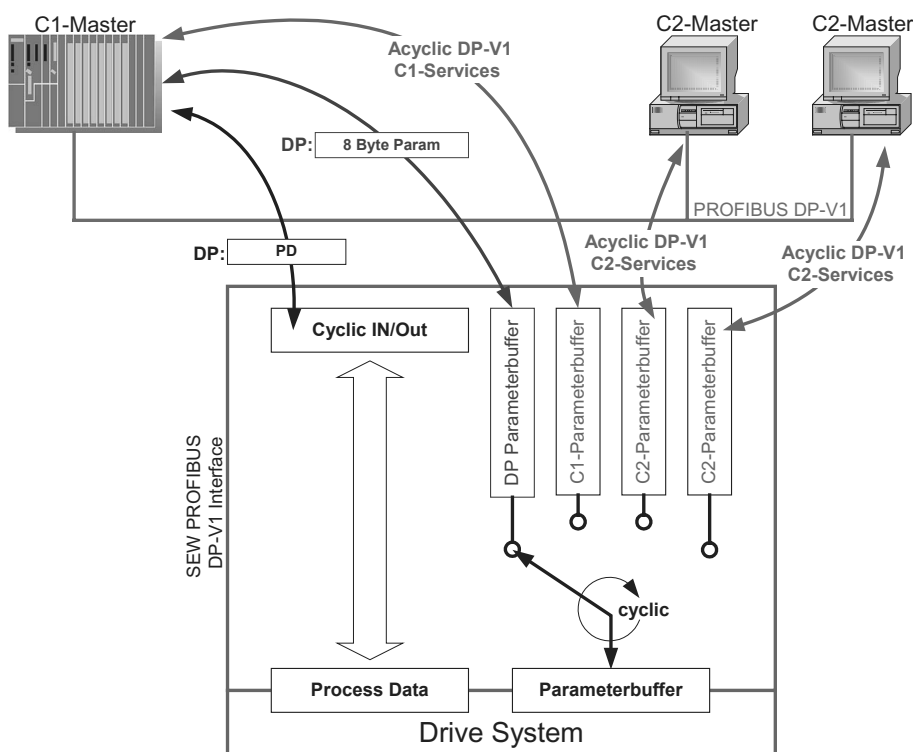 C1-Master
C2-Master
C2-Master
Acyclic DP-V1
C1-Services
DP:
8 Byte Param
PROFIBUS DP-V1
DP:
PD
Acyclic DP-V1
C2-Services
Acyclic DP-V1
C2-Services
Cyclic IN/Out
DP Parameterbuffer
C1-Parameterbuffer
C2-Parameterbuffer
C2-Parameterbuffer
SEW PROFIBUS
DP-V1 Interface
cyclic
Process Data
Parameterbuffer
Drive System